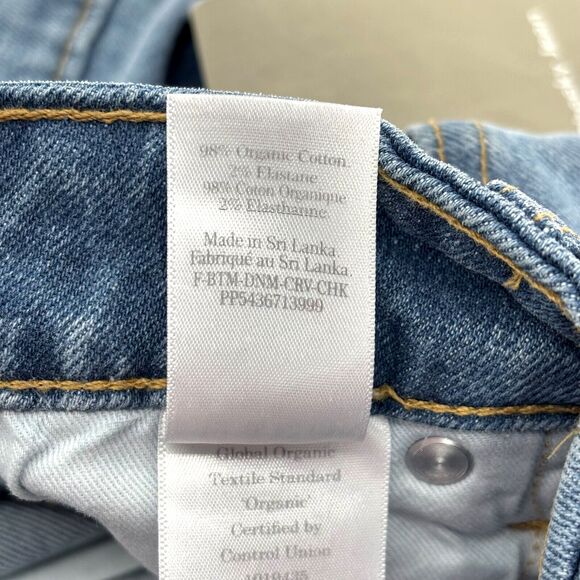 98% Organic Cotton
2% Elastane
98% Coton Organique
2% Elasthanne
Made in Sri Lanka
Fabriqué au Sri Lanka.
F-BTM-DNM-CRV-CHK
PP5436713999
Global Organic
Textile Standard
"Organic"
Certified by
Control Union
1019435